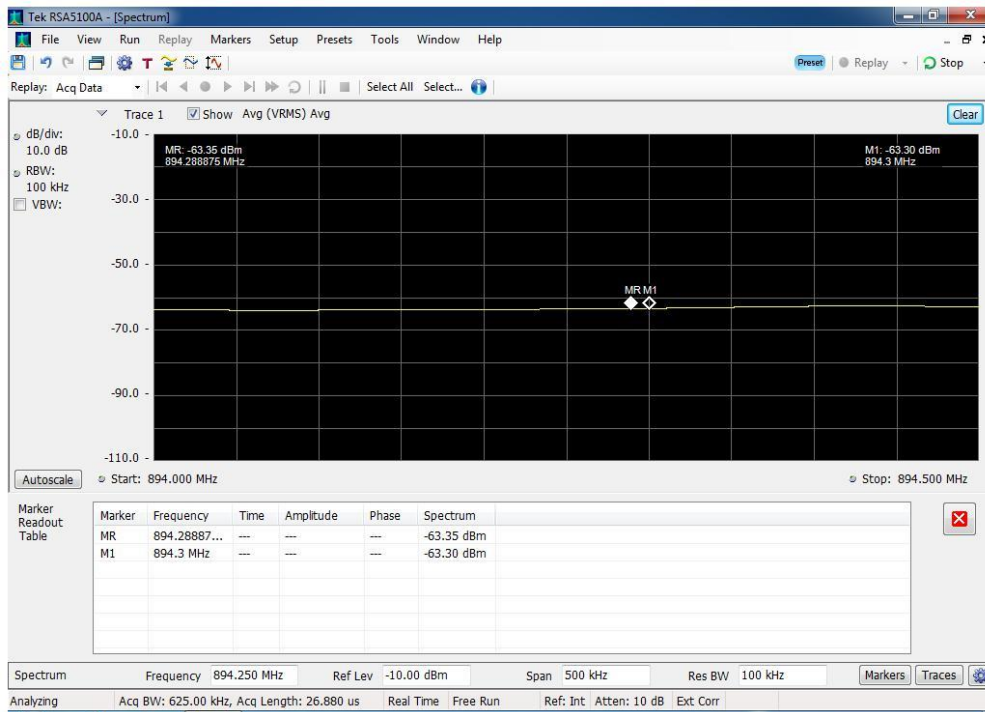 Tek RSA5100A - [Spectrum]
File View Run Replay Markers Setup Presets Tools Window Help
Preset Replay Stop
Replay: Acq Data Select All Select...
Trace 1 Show Avg (VRMS) Avg Clear
dB/div:
10.0 dB
RBW:
100 kHz
VBW:
-10.0
-30.0
-50.0
-70.0
-90.0
-110.0
MR: -63.35 dBm
894.288875 MHz
M1: -63.30 dBm
894.3 MHz
MR M1
Autoscale Start: 894.000 MHz Stop: 894.500 MHz
Marker
Readout
Table
Marker Frequency Time Amplitude Phase Spectrum
MR 894.28887... --- --- --- -63.35 dBm
M1 894.3 MHz --- --- --- -63.30 dBm
Spectrum Frequency 894.250 MHz Ref Lev -10.00 dBm Span 500 kHz Res BW 100 kHz Markers Traces
Analyzing Acq BW: 625.00 kHz, Acq Length: 26.880 us Real Time Free Run Ref: Int Atten: 10 dB Ext Corr